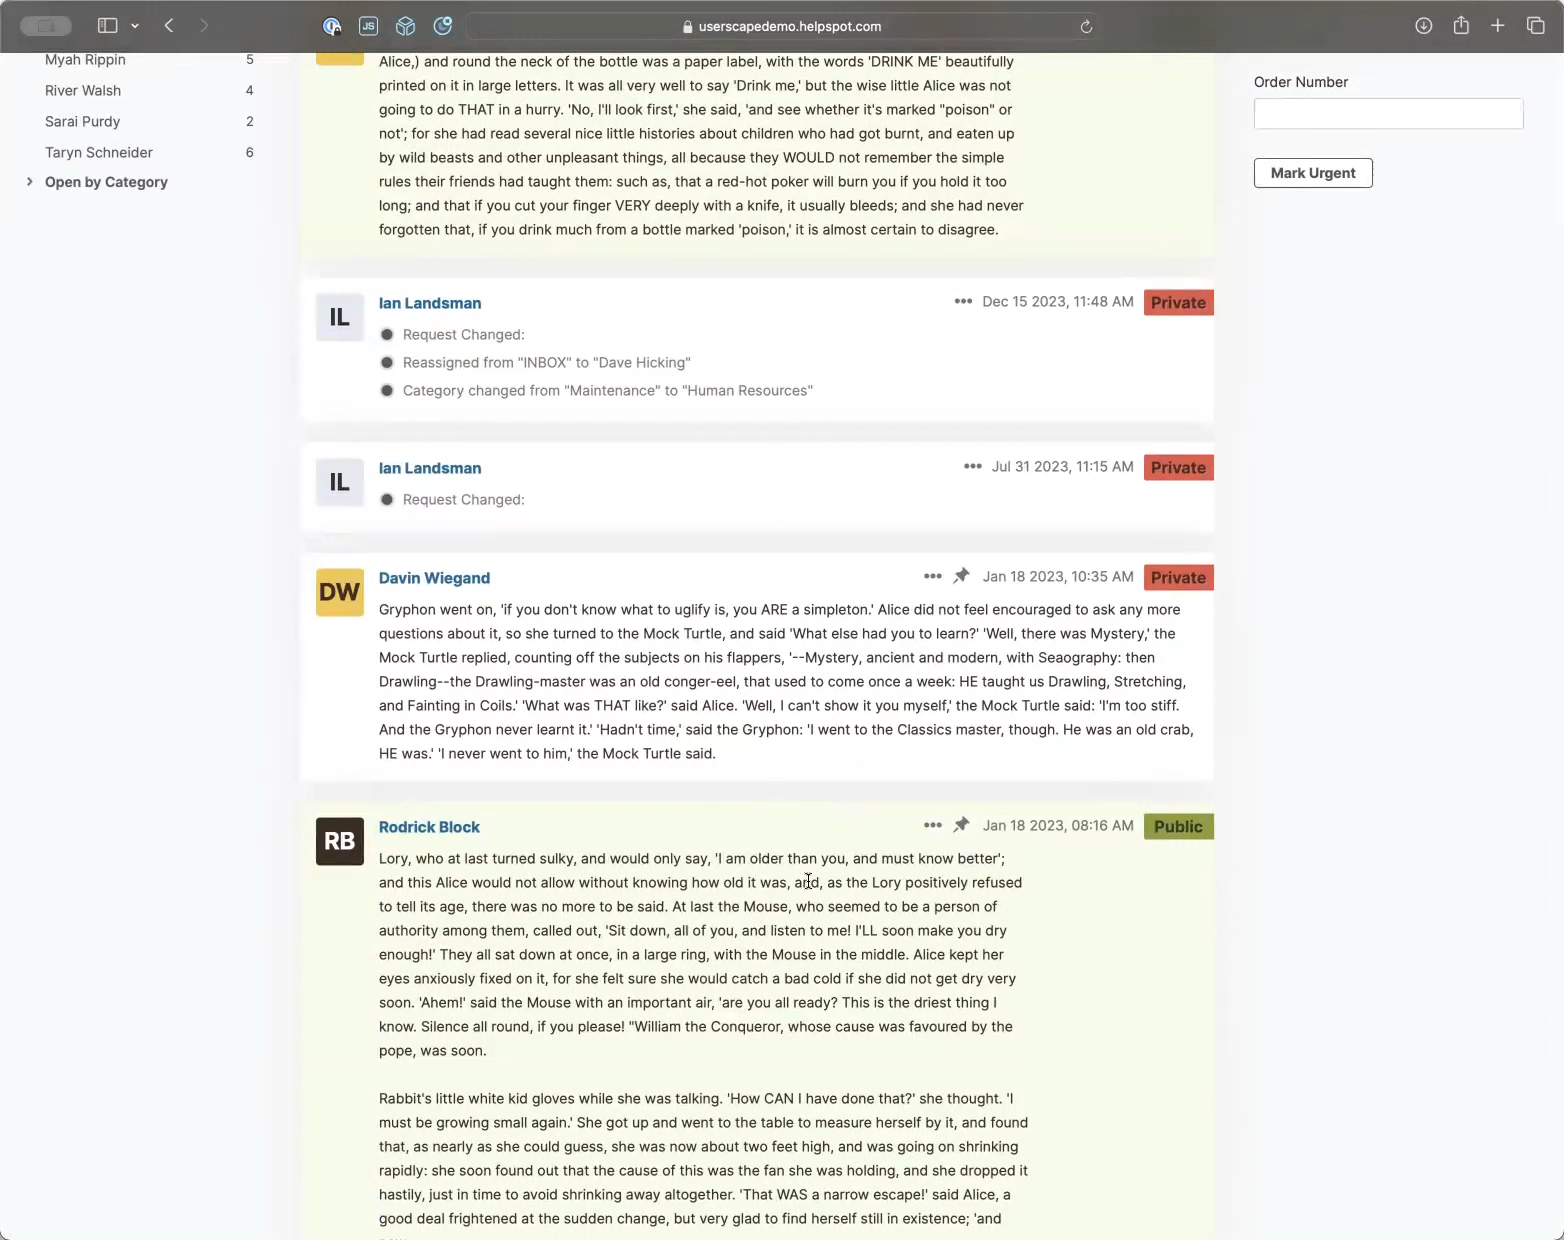 JS
userscapedemo.helpspot.com
Myah Rippin 5
River Walsh 4
Sarai Purdy 2
Taryn Schneider 6
Open by Category
Alice,) and round the neck of the bottle was a paper label, with the words 'DRINK ME' beautifully
printed on it in large letters. It was all very well to say 'Drink me,' but the wise little Alice was not
going to do THAT in a hurry. 'No, I'll look first,' she said, 'and see whether it's marked "poison" or
not'; for she had read several nice little histories about children who had got burnt, and eaten up
by wild beasts and other unpleasant things, all because they WOULD not remember the simple
rules their friends had taught them: such as, that a red-hot poker will burn you if you hold it too
long; and that if you cut your finger VERY deeply with a knife, it usually bleeds; and she had never
forgotten that, if you drink much from a bottle marked 'poison,' it is almost certain to disagree.
IL
Ian Landsman
Dec 15 2023, 11:48 AM
Private
Request Changed:
Reassigned from "INBOX" to "Dave Hicking"
Category changed from "Maintenance" to "Human Resources"
IL
Ian Landsman
Jul 31 2023, 11:15 AM
Private
Request Changed:
DW
Davin Wiegand
Jan 18 2023, 10:35 AM
Private
Gryphon went on, 'if you don't know what to uglify is, you ARE a simpleton.' Alice did not feel encouraged to ask any more
questions about it, so she turned to the Mock Turtle, and said 'What else had you to learn?' 'Well, there was Mystery,' the
Mock Turtle replied, counting off the subjects on his flappers, '--Mystery, ancient and modern, with Seaography: then
Drawling--the Drawling-master was an old conger-eel, that used to come once a week: HE taught us Drawling, Stretching,
and Fainting in Coils.' 'What was THAT like?' said Alice. 'Well, I can't show it you myself,' the Mock Turtle said: 'I'm too stiff.
And the Gryphon never learnt it.' 'Hadn't time,' said the Gryphon: 'I went to the Classics master, though. He was an old crab,
HE was.' 'I never went to him,' the Mock Turtle said.
RB
Rodrick Block
Jan 18 2023, 08:16 AM
Public
Lory, who at last turned sulky, and would only say, 'I am older than you, and must know better';
and this Alice would not allow without knowing how old it was, and, as the Lory positively refused
to tell its age, there was no more to be said. At last the Mouse, who seemed to be a person of
authority among them, called out, 'Sit down, all of you, and listen to me! I'LL soon make you dry
enough!' They all sat down at once, in a large ring, with the Mouse in the middle. Alice kept her
eyes anxiously fixed on it, for she felt sure she would catch a bad cold if she did not get dry very
soon. 'Ahem!' said the Mouse with an important air, 'are you all ready? This is the driest thing I
know. Silence all round, if you please! "William the Conqueror, whose cause was favoured by the
pope, was soon.
Rabbit's little white kid gloves while she was talking. 'How CAN I have done that?' she thought. 'I
must be growing small again.' She got up and went to the table to measure herself by it, and found
that, as nearly as she could guess, she was now about two feet high, and was going on shrinking
rapidly: she soon found out that the cause of this was the fan she was holding, and she dropped it
hastily, just in time to avoid shrinking away altogether. 'That WAS a narrow escape!' said Alice, a
good deal frightened at the sudden change, but very glad to find herself still in existence; 'and
Order Number
Mark Urgent